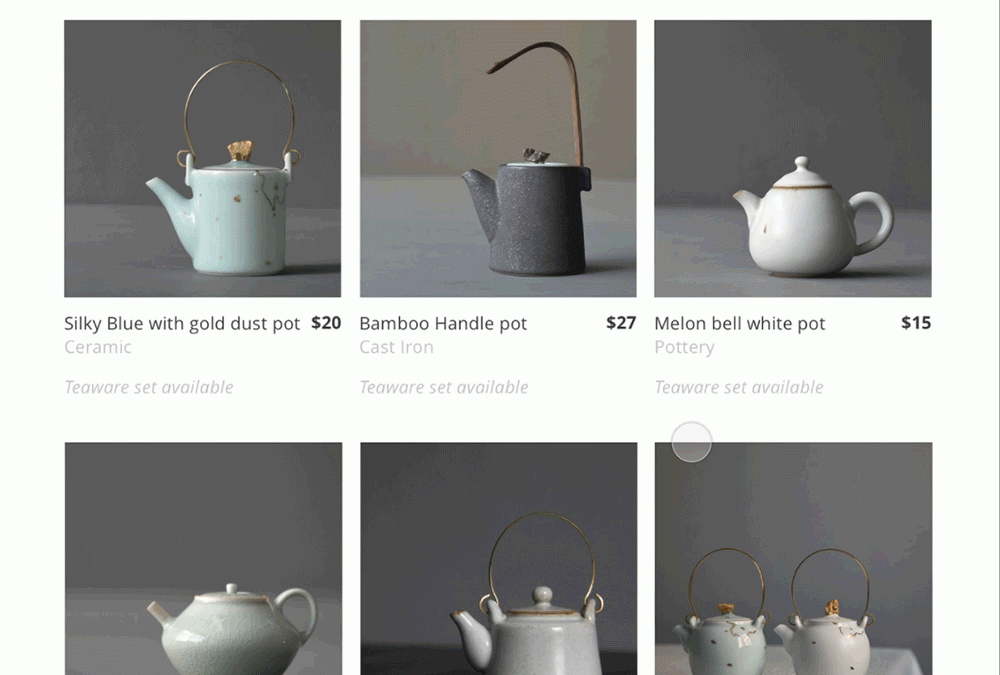 Silky Blue with gold dust pot $20
Ceramic
Teaware set available
Bamboo Handle pot $27
Cast Iron
Teaware set available
Melon bell white pot $15
Pottery
Teaware set available